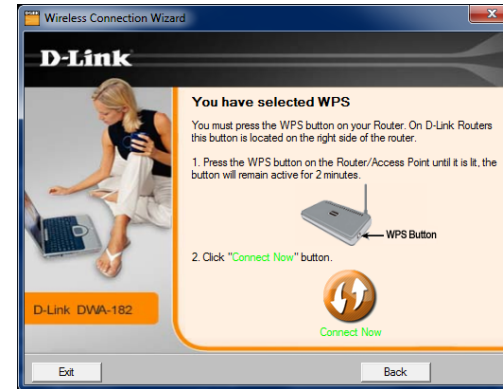 Wireless Connection Wizard
D-Link
You have selected WPS
You must press the WPS button on your Router. On D-Link Routers
this button is located on the right side of the router.
1. Press the WPS button on the Router/Access Point until it is lit, the
button will remain active for 2 minutes.
WPS Button
2. Click "Connect Now" button.
D-Link DWA-182
Connect Now
Exit
Back